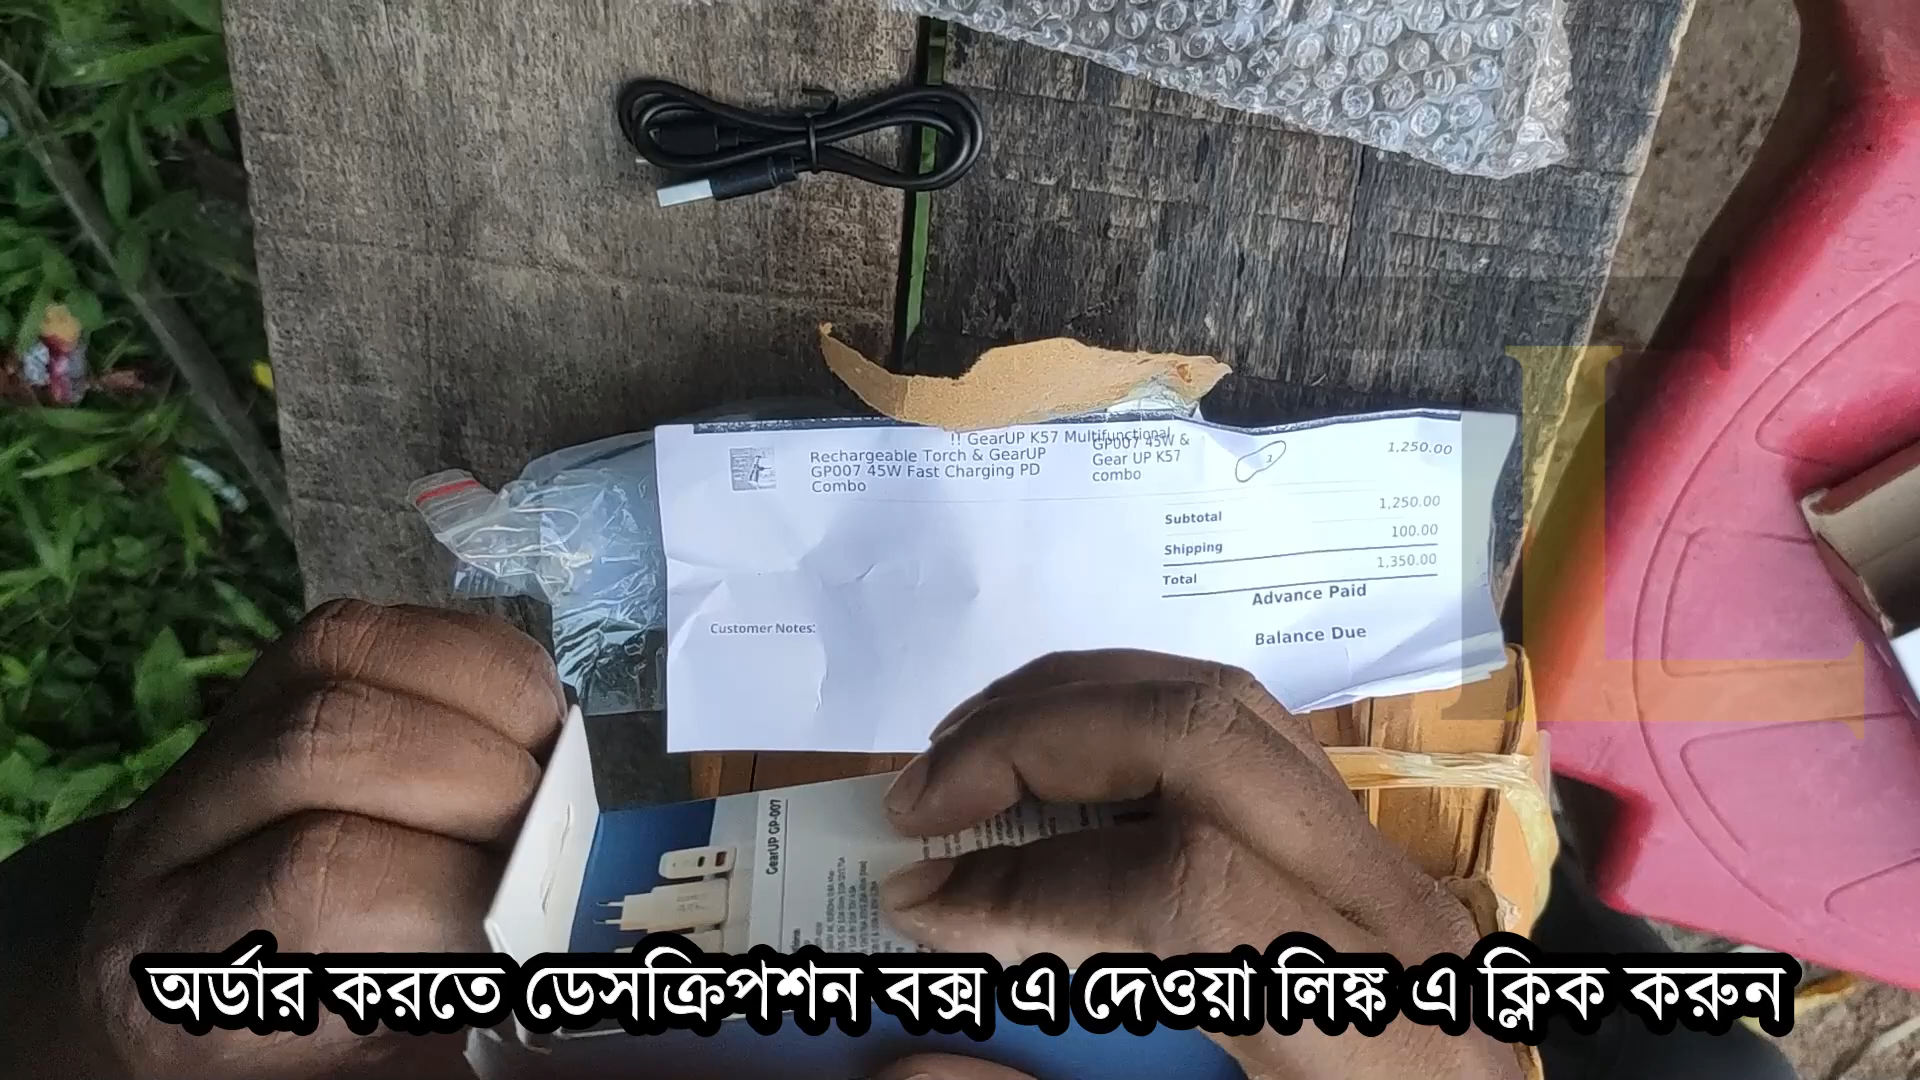 !! GearUP K57 Multifunctional
Rechargeable Torch & GearUP
GP007 45W Fast Charging PD
Combo
GP007 45W &
Gear UP K57
combo
1
1,250.00
Subtotal 1,250.00
Shipping 100.00
Total 1,350.00
Advance Paid
Balance Due
Customer Notes:
GearUP GP-007
অর্ডার করতে ডেসক্রিপশন বক্স এ দেওয়া লিঙ্ক এ ক্লিক করুন